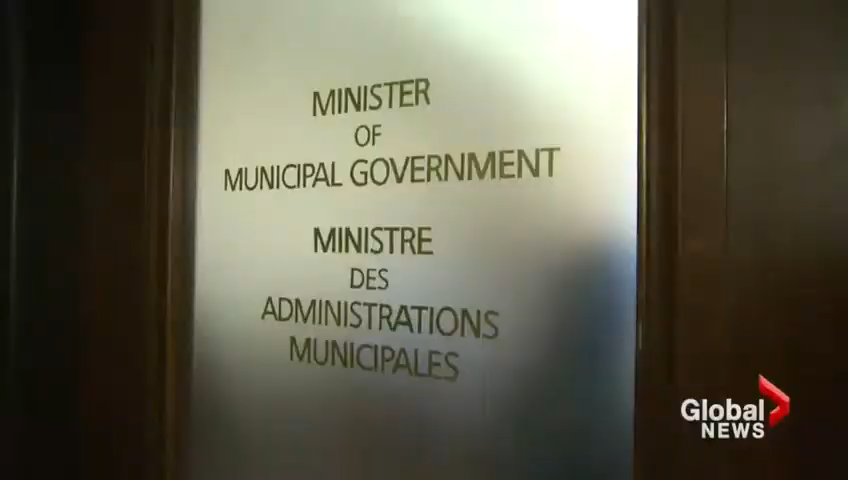 MINISTER
OF
MUNICIPAL GOVERNMENT
MINISTRE
DES
ADMINISTRATIONS
MUNICIPALES
Global
NEWS